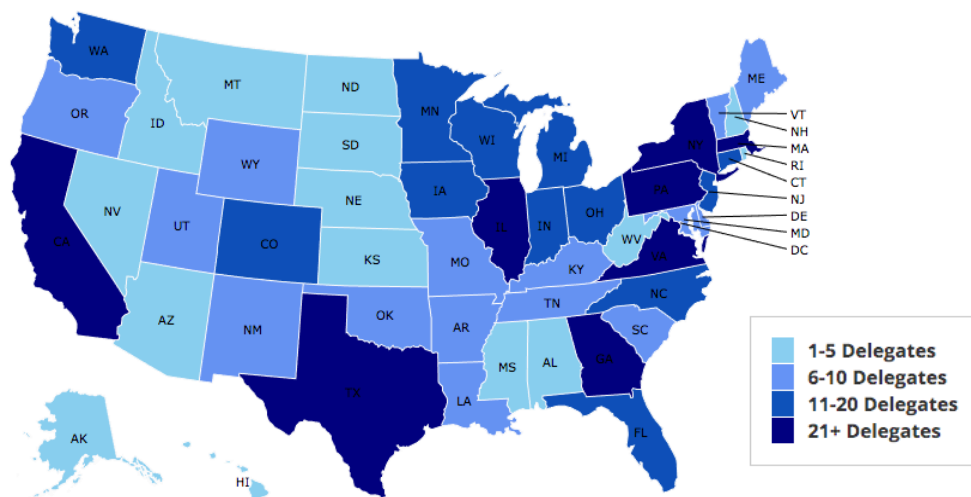 WA
MT
ND
MN
ME
OR
ID
SD
WI
MI
NY
VT
NH
MA
RI
CT
NJ
DE
MD
DC
WY
NE
IA
PA
NV
UT
CO
KS
MO
IL
IN
OH
WV
VA
KY
CA
AZ
NM
OK
AR
TN
NC
SC
TX
LA
MS
AL
GA
FL
AK
HI
1-5 Delegates
6-10 Delegates
11-20 Delegates
21+ Delegates